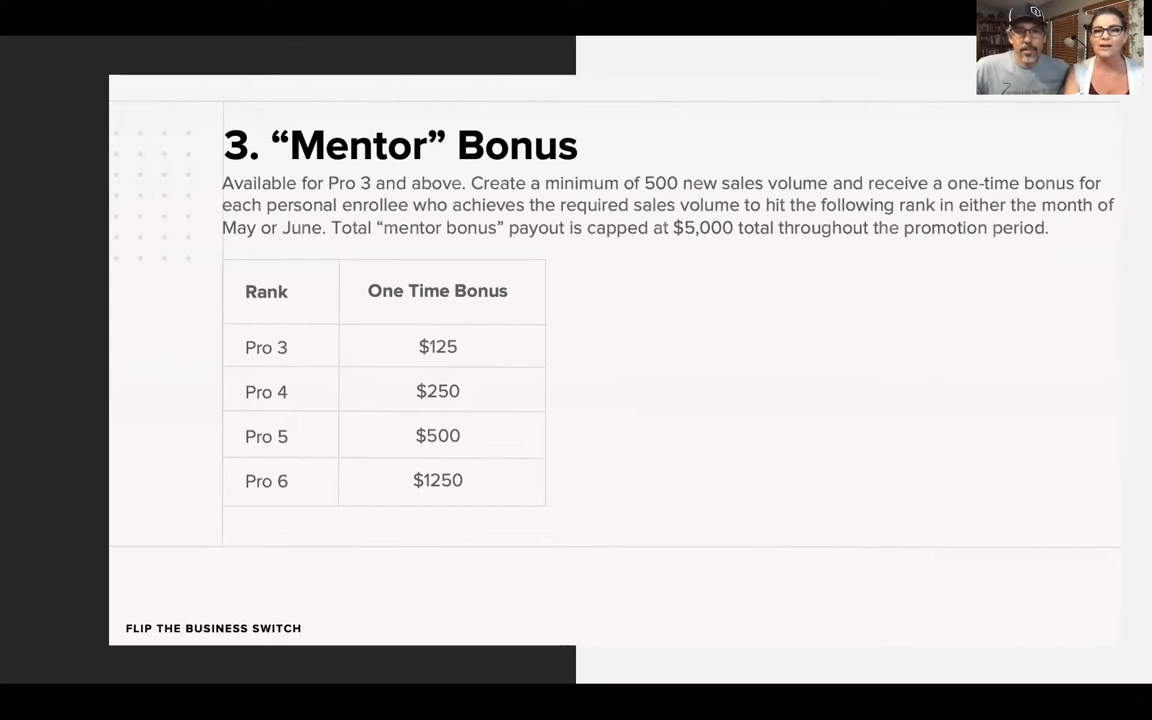 3. “Mentor” Bonus
Available for Pro 3 and above. Create a minimum of 500 new sales volume and receive a one-time bonus for
each personal enrollee who achieves the required sales volume to hit the following rank in either the month of
May or June. Total “mentor bonus” payout is capped at $5,000 total throughout the promotion period.
Rank One Time Bonus
Pro 3 $125
Pro 4 $250
Pro 5 $500
Pro 6 $1250
FLIP THE BUSINESS SWITCH